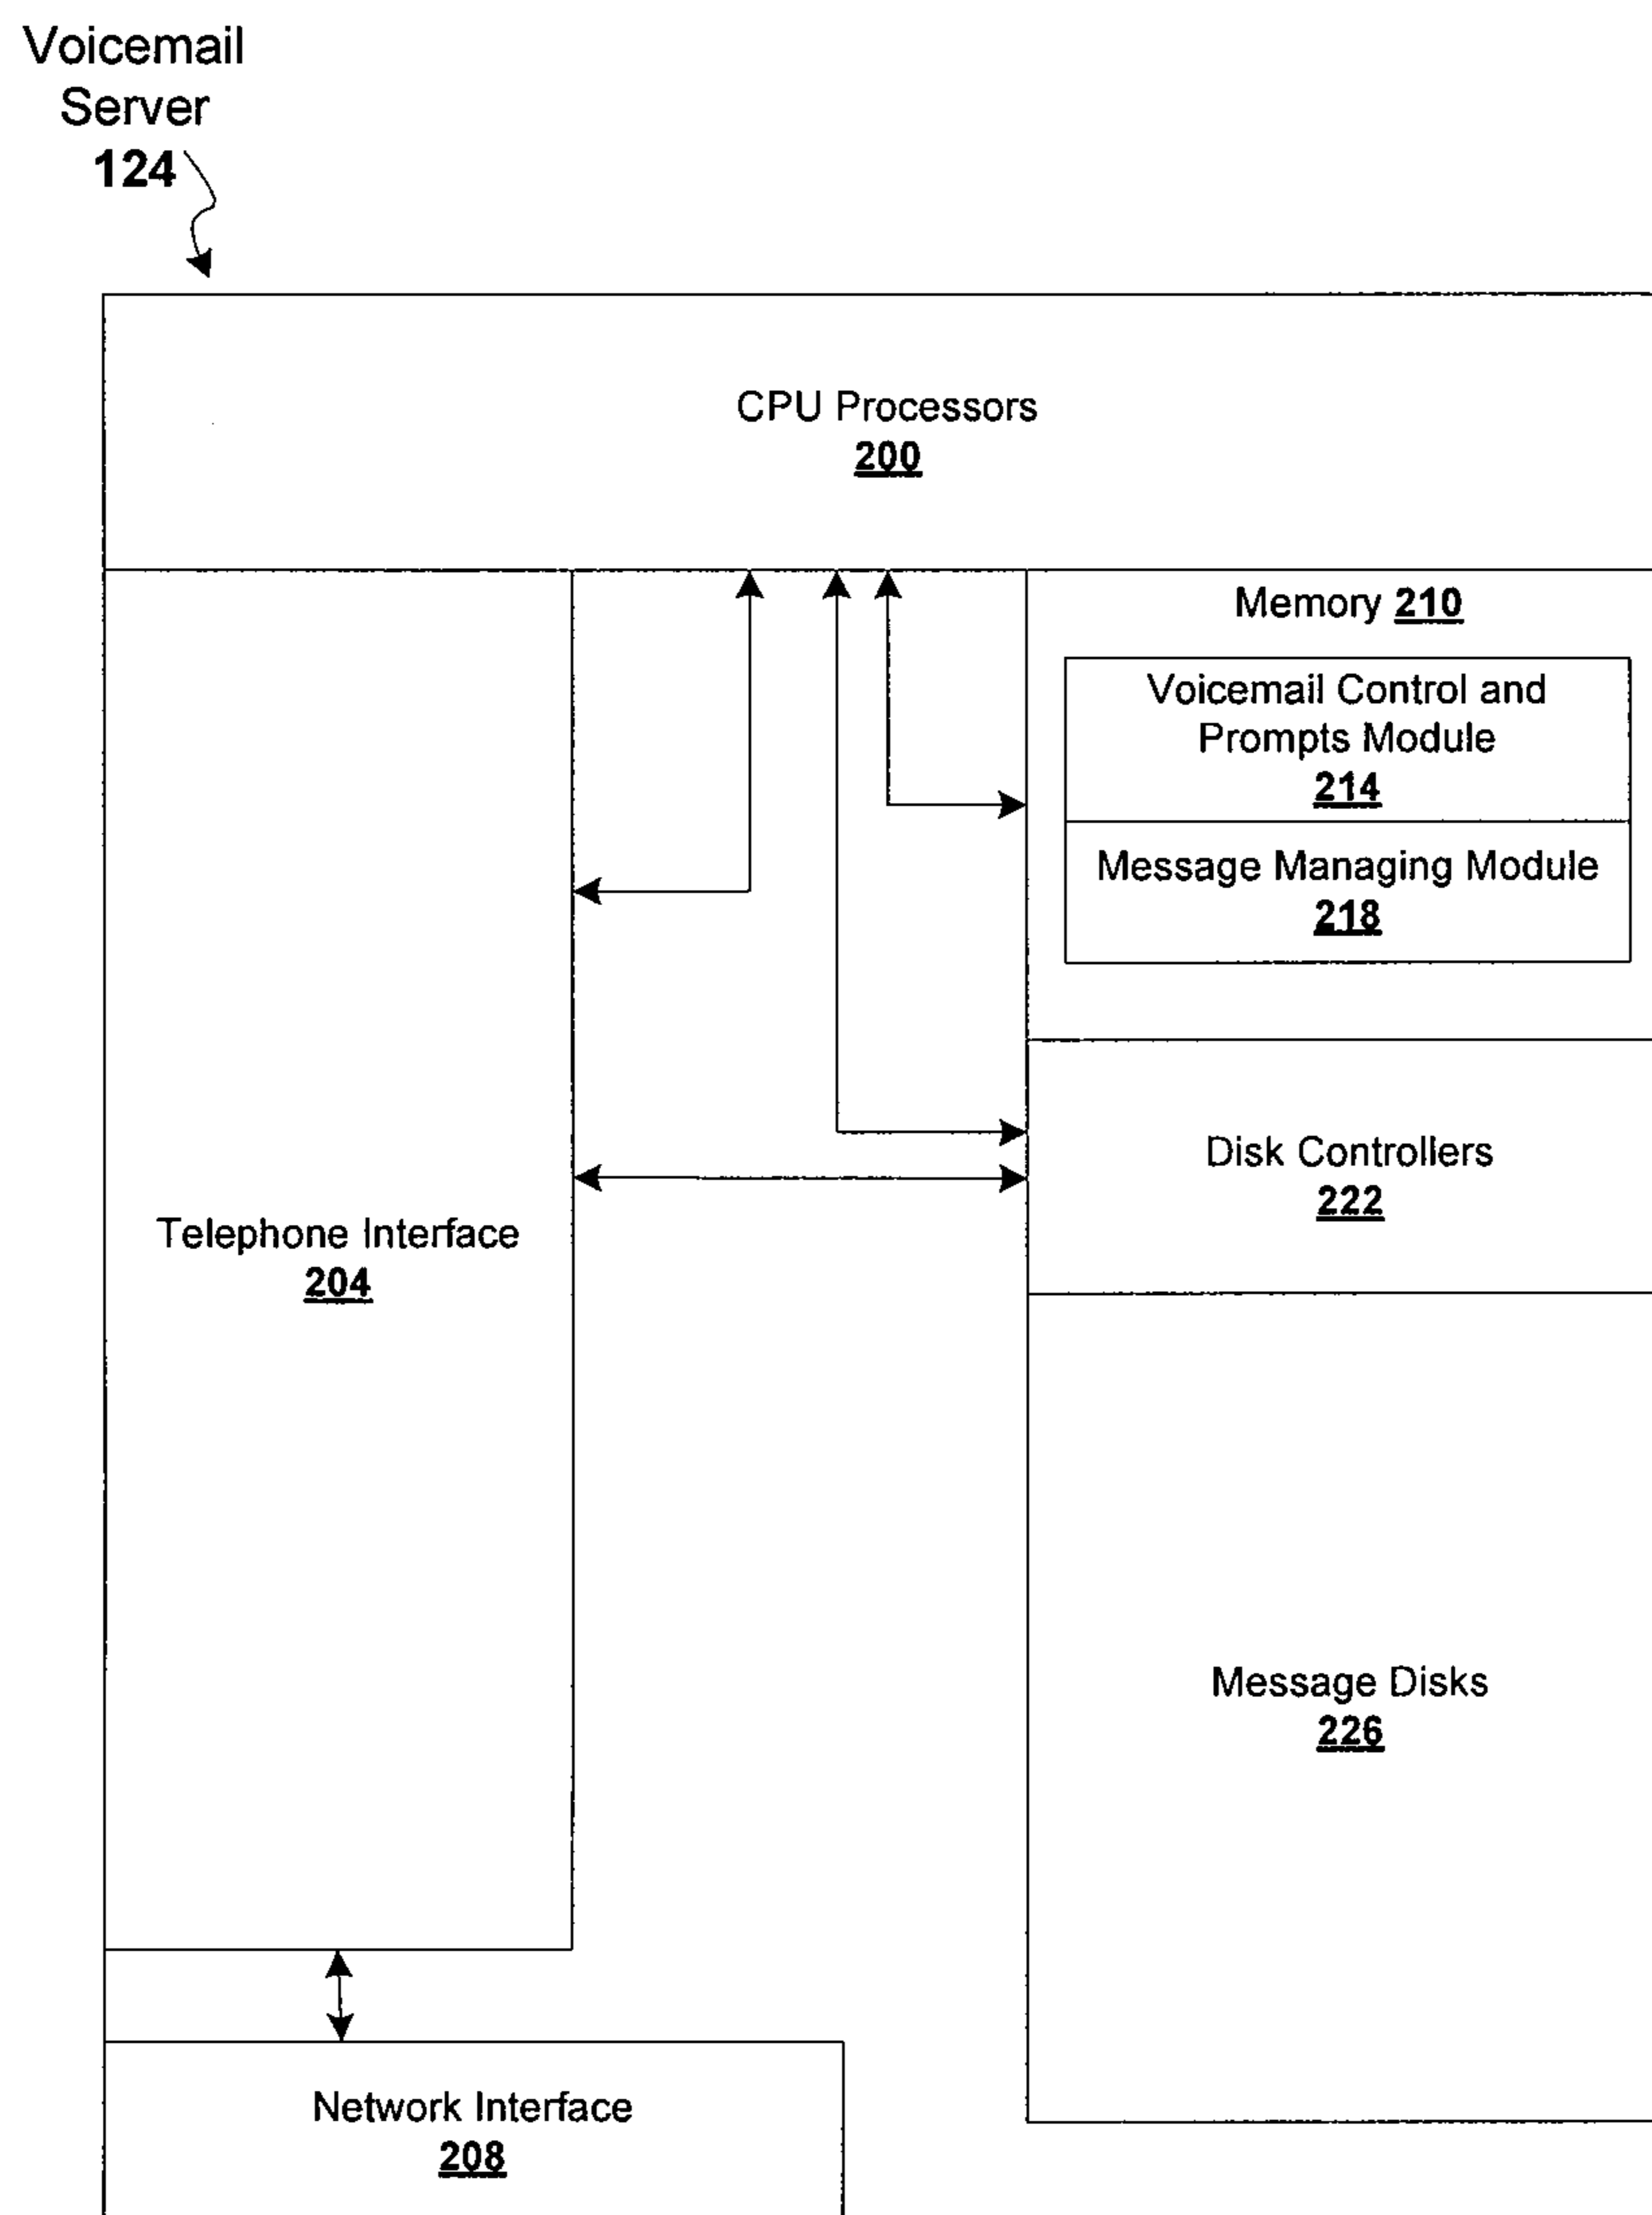 Voicemail
Server
124
CPU Processors
200
Memory 210
Voicemail Control and
Prompts Module
214
Message Managing Module
218
Disk Controllers
222
Telephone Interface
204
Message Disks
226
Network Interface
208